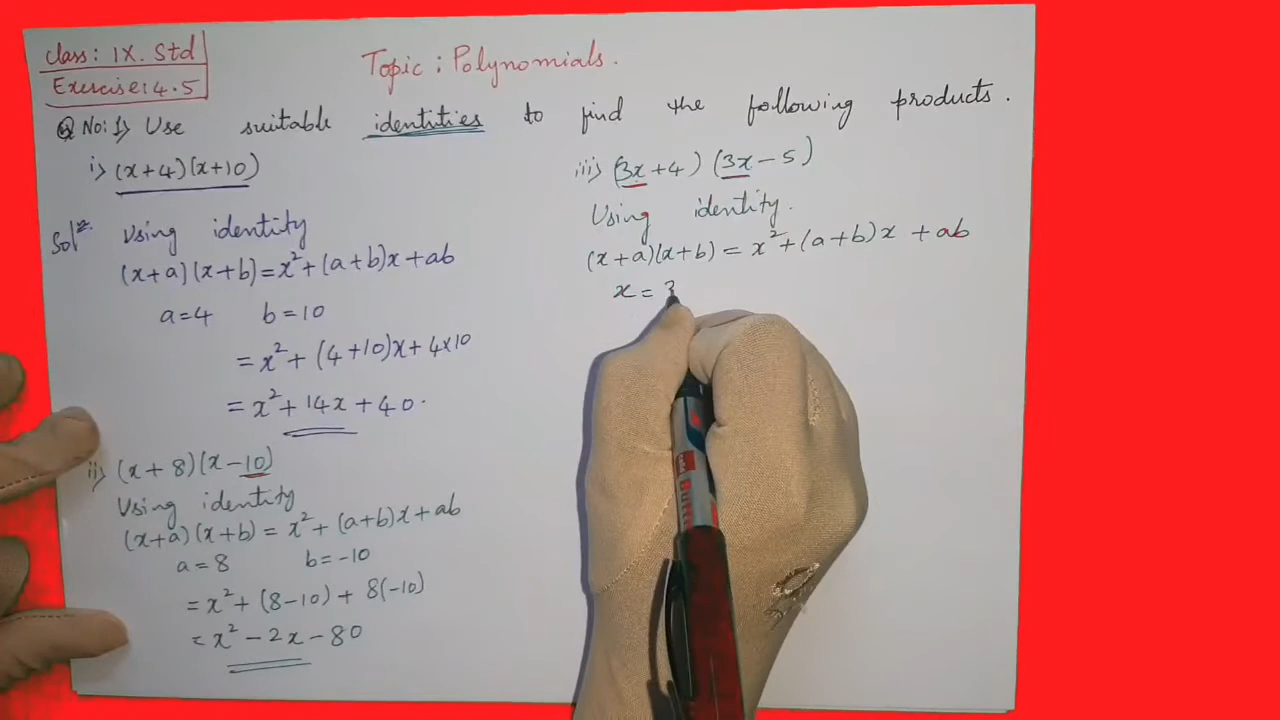 Class: IX. Std
Exercise: 4.5
Topic: Polynomials.
Q No: 1) Use suitable identities to find the following products.
i) (x+4)(x+10)
Solⁿ. Using identity
(x+a)(x+b)=x²+(a+b)x+ab
a=4 b=10
=x²+(4+10)x+4×10
=x²+14x+40.
ii) (x+8)(x-10)
Using identity
(x+a)(x+b)=x²+(a+b)x+ab
a=8 b=-10
=x²+(8-10)+8(-10)
=x²-2x-80
iii) (3x+4)(3x-5)
Using identity.
(x+a)(x+b)=x²+(a+b)x+ab
x=3